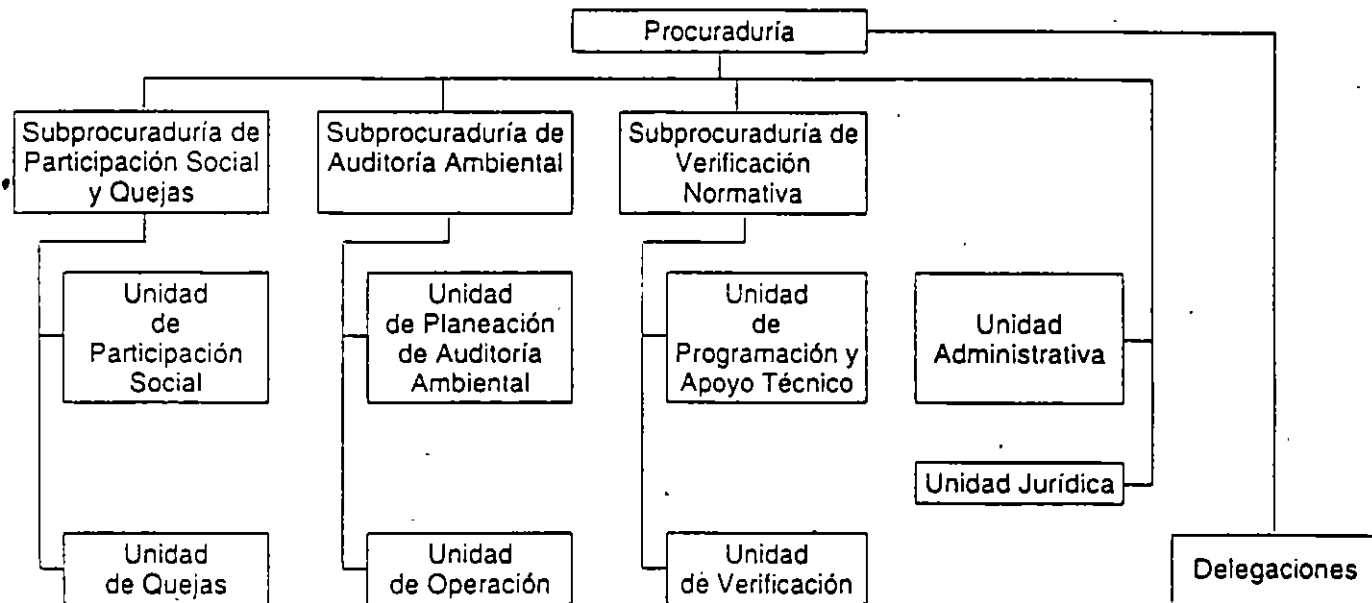 Procuraduría
Subprocuraduría de
Participación Social
y Quejas
Subprocuraduría de
Auditoría Ambiental
Subprocuraduría de
Verificación
Normativa
Unidad
de
Participación
Social
Unidad
de Planeación
de Auditoría
Ambiental
Unidad
de
Programación y
Apoyo Técnico
Unidad
Administrativa
Unidad Jurídica
Unidad
de Quejas
Unidad
de Operación
Unidad
de Verificación
Delegaciones